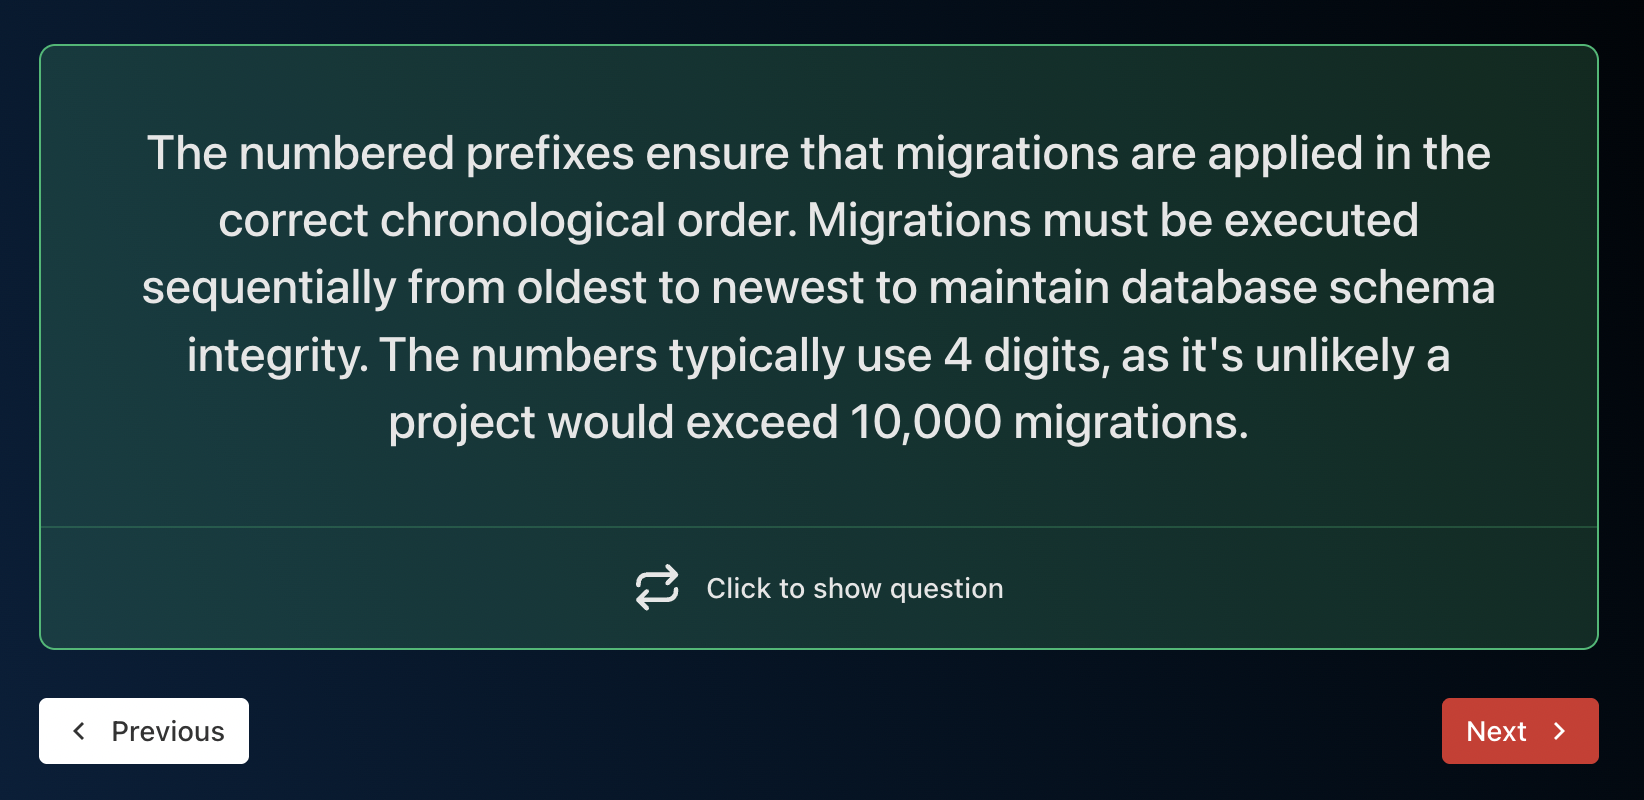 The numbered prefixes ensure that migrations are applied in the
correct chronological order. Migrations must be executed
sequentially from oldest to newest to maintain database schema
integrity. The numbers typically use 4 digits, as it's unlikely a
project would exceed 10,000 migrations.
Click to show question
Previous
Next